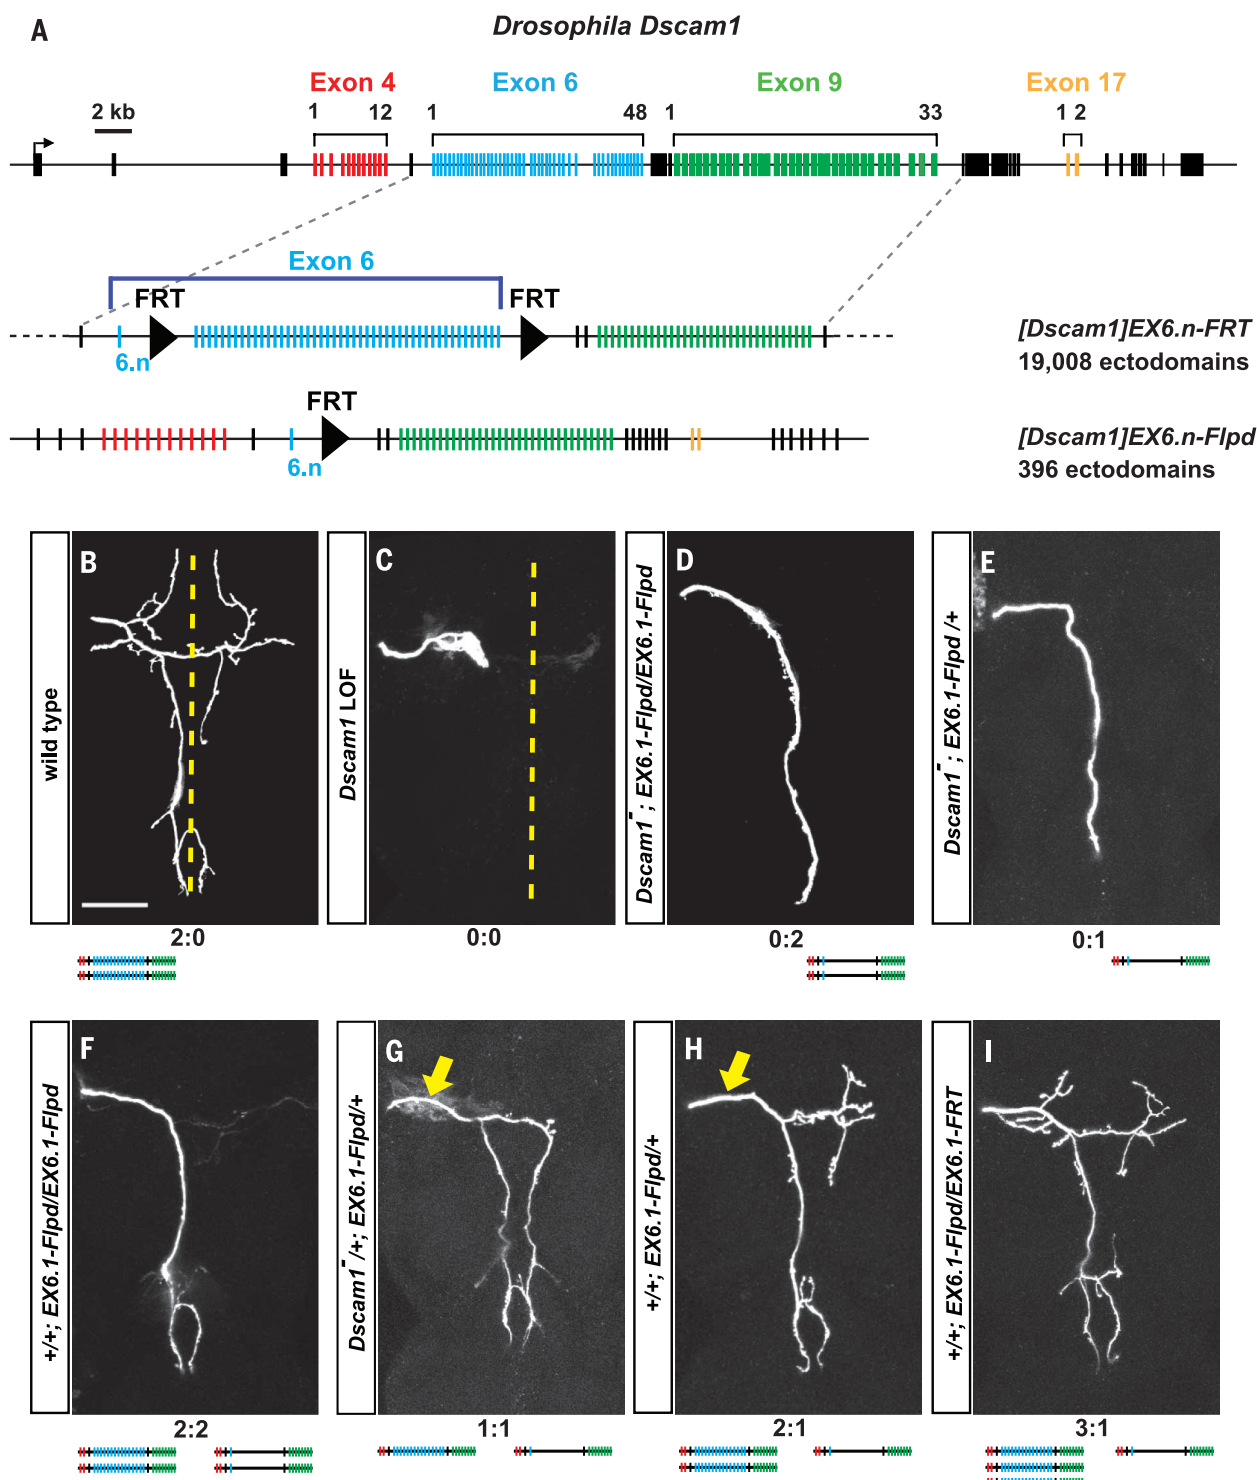 A
Drosophila Dscam1
Exon 4
Exon 6
Exon 9
Exon 17
2 kb
1
12
1
48
1
33
1
2
Exon 6
FRT
FRT
6.n
[Dscam1]EX6.n-FRT
19,008 ectodomains
FRT
6.n
[Dscam1]EX6.n-Flpd
396 ectodomains
wild type
B
2:0
Dscam1 LOF
C
0:0
Dscam1⁻; EX6.1-Flpd/EX6.1-Flpd
D
0:2
Dscam1⁻; EX6.1-Flpd/+
E
0:1
+/+; EX6.1-Flpd/EX6.1-Flpd
F
2:2
Dscam1⁻/+; EX6.1-Flpd/+
G
1:1
+/+; EX6.1-Flpd/+
H
2:1
+/+; EX6.1-Flpd/EX6.1-FRT
I
3:1